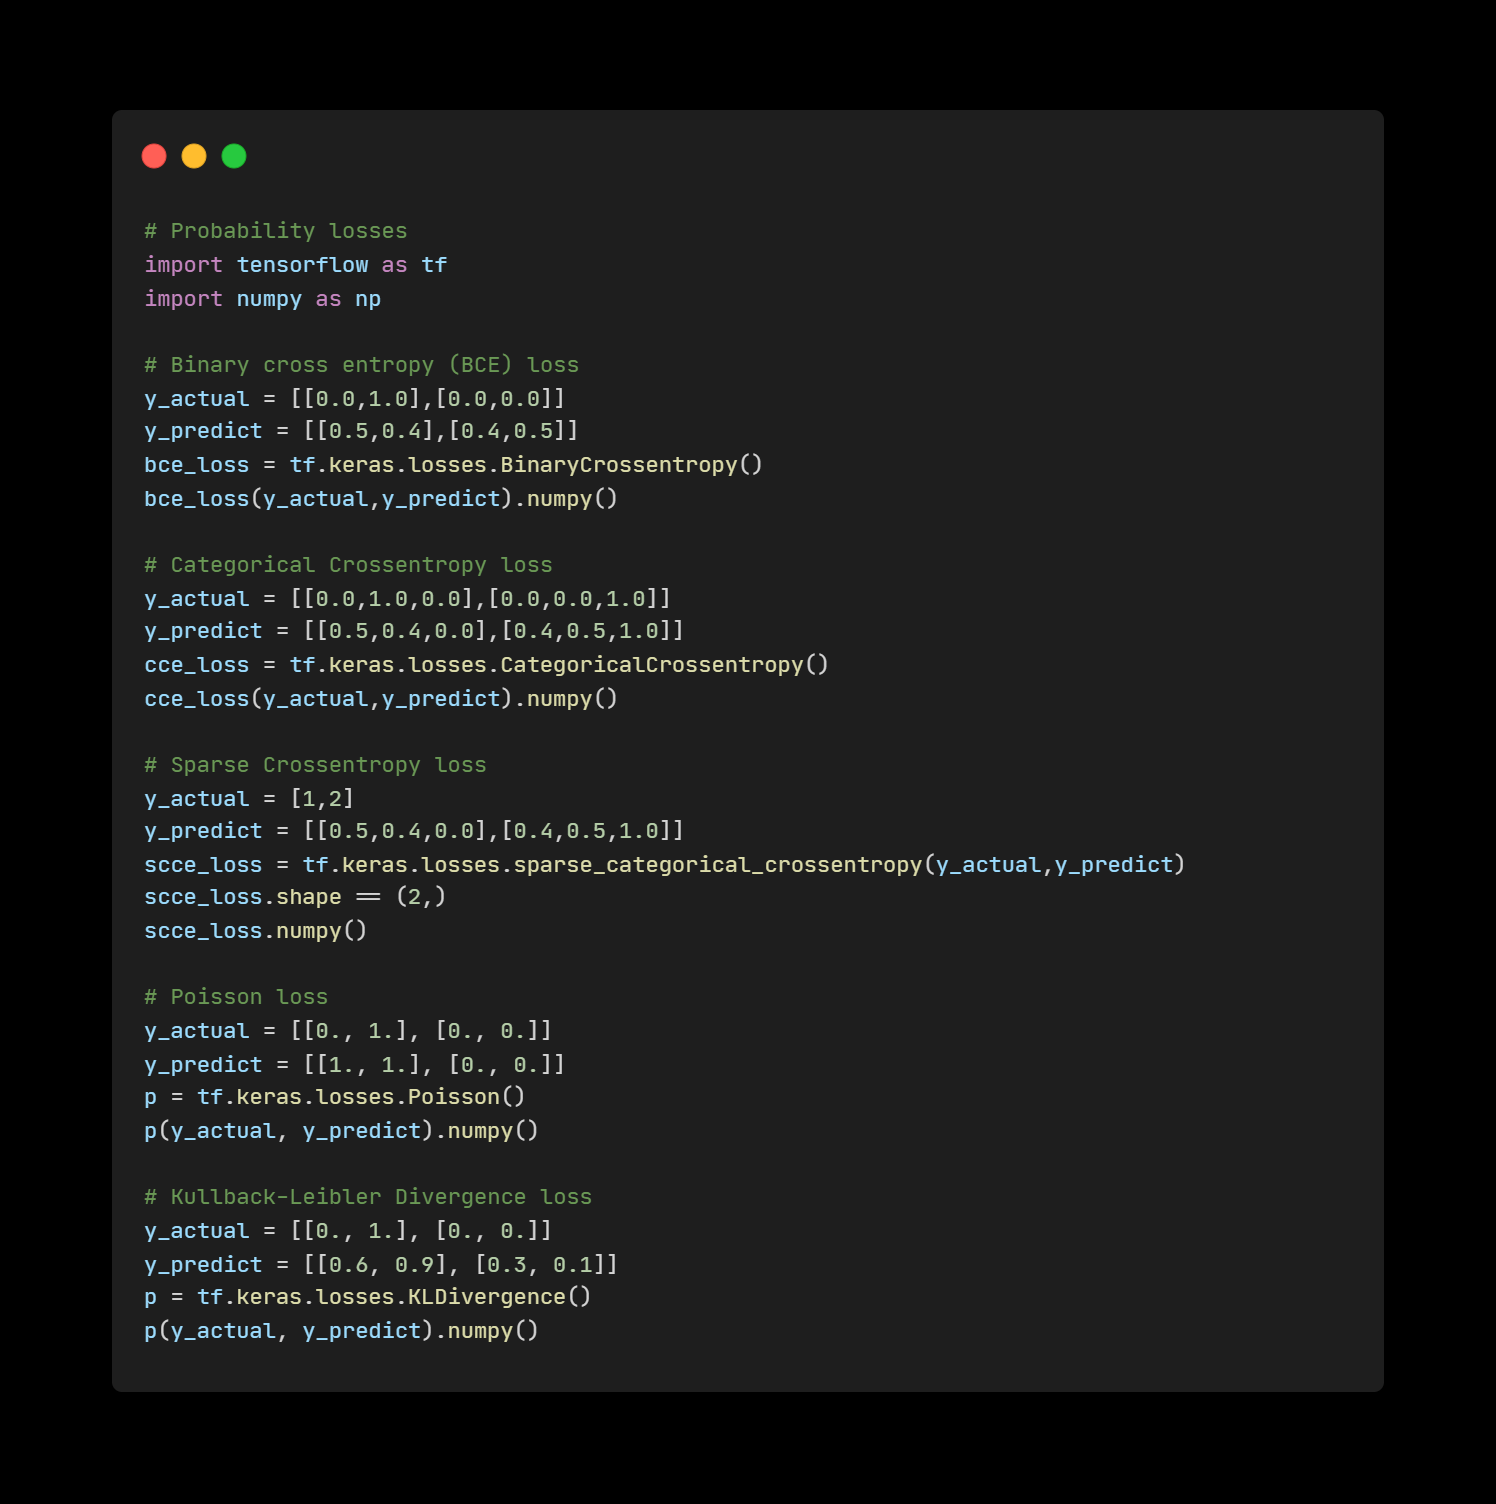 # Probability losses
import tensorflow as tf
import numpy as np
# Binary cross entropy (BCE) loss
y_actual = [[0.0,1.0],[0.0,0.0]]
y_predict = [[0.5,0.4],[0.4,0.5]]
bce_loss = tf.keras.losses.BinaryCrossentropy()
bce_loss(y_actual,y_predict).numpy()
# Categorical Crossentropy loss
y_actual = [[0.0,1.0,0.0],[0.0,0.0,1.0]]
y_predict = [[0.5,0.4,0.0],[0.4,0.5,1.0]]
cce_loss = tf.keras.losses.CategoricalCrossentropy()
cce_loss(y_actual,y_predict).numpy()
# Sparse Crossentropy loss
y_actual = [1,2]
y_predict = [[0.5,0.4,0.0],[0.4,0.5,1.0]]
scce_loss = tf.keras.losses.sparse_categorical_crossentropy(y_actual,y_predict)
scce_loss.shape == (2,)
scce_loss.numpy()
# Poisson loss
y_actual = [[0., 1.], [0., 0.]]
y_predict = [[1., 1.], [0., 0.]]
p = tf.keras.losses.Poisson()
p(y_actual, y_predict).numpy()
# Kullback-Leibler Divergence loss
y_actual = [[0., 1.], [0., 0.]]
y_predict = [[0.6, 0.9], [0.3, 0.1]]
p = tf.keras.losses.KLDivergence()
p(y_actual, y_predict).numpy()